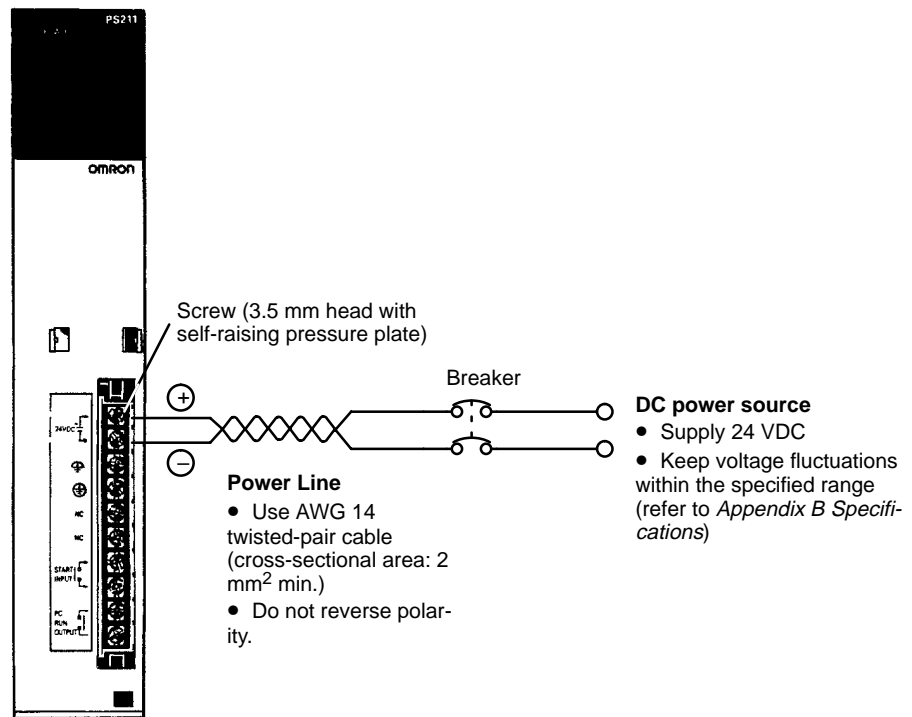 PS211
OMRON
Screw (3.5 mm head with
self-raising pressure plate)
Breaker
+
−
24VDC
NC
NC
START
INPUT
PC
RUN
OUTPUT
Power Line
• Use AWG 14
twisted-pair cable
(cross-sectional area: 2
mm² min.)
• Do not reverse polar-
ity.
DC power source
• Supply 24 VDC
• Keep voltage fluctuations
within the specified range
(refer to Appendix B Specifi-
cations)